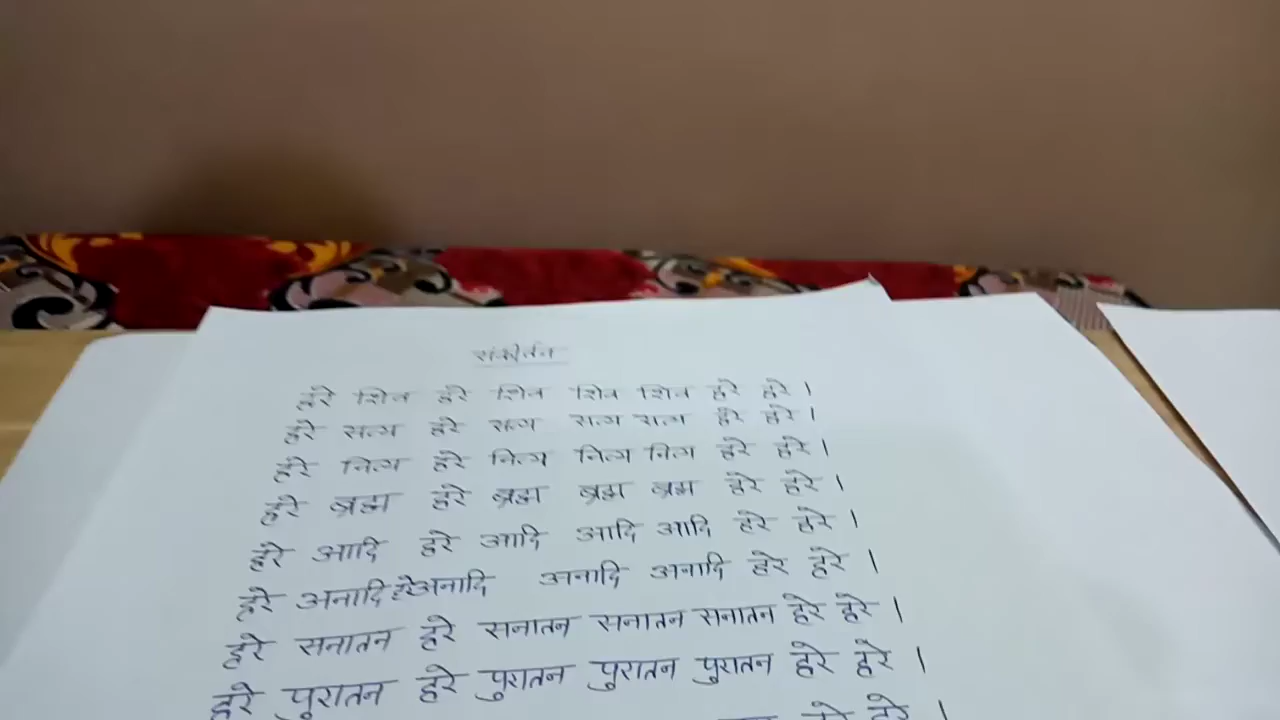 संकीर्तन
हरे शिव हरे शिव शिव शिव हरे हरे ।
हरे सत्य हरे सत्य सत्य सत्य हरे हरे ।
हरे नित्य हरे नित्य नित्य नित्य हरे हरे ।
हरे ब्रह्म हरे ब्रह्म ब्रह्म ब्रह्म हरे हरे ।
हरे आदि हरे आदि आदि आदि हरे हरे ।
हरे अनादि हरे अनादि अनादि अनादि हरे हरे ।
हरे सनातन हरे सनातन सनातन सनातन हरे हरे ।
हरे पुरातन हरे पुरातन पुरातन पुरातन हरे हरे ।
हरे हरे ।